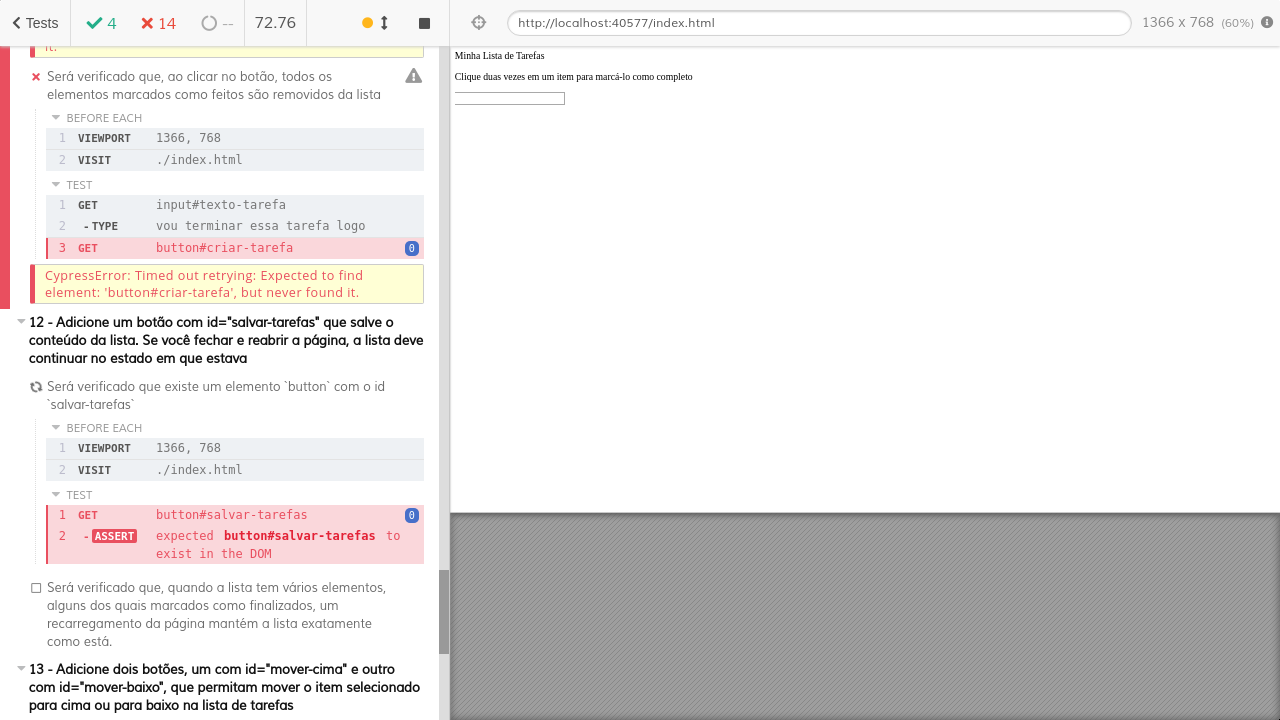 Tests
4
14
--
72.76
http://localhost:40577/index.html
1366 x 768 (60%)
it.
Será verificado que, ao clicar no botão, todos os
elementos marcados como feitos são removidos da lista
BEFORE EACH
1 VIEWPORT 1366, 768
2 VISIT ./index.html
TEST
1 GET input#texto-tarefa
2 - TYPE vou terminar essa tarefa logo
3 GET button#criar-tarefa 0
CypressError: Timed out retrying: Expected to find
element: 'button#criar-tarefa', but never found it.
12 - Adicione um botão com id="salvar-tarefas" que salve o
conteúdo da lista. Se você fechar e reabrir a página, a lista deve
continuar no estado em que estava
Será verificado que existe um elemento `button` com o id
`salvar-tarefas`
BEFORE EACH
1 VIEWPORT 1366, 768
2 VISIT ./index.html
TEST
1 GET button#salvar-tarefas 0
2 - ASSERT expected button#salvar-tarefas to
exist in the DOM
Será verificado que, quando a lista tem vários elementos,
alguns dos quais marcados como finalizados, um
recarregamento da página mantém a lista exatamente
como está.
13 - Adicione dois botões, um com id="mover-cima" e outro
com id="mover-baixo", que permitam mover o item selecionado
para cima ou para baixo na lista de tarefas
Minha Lista de Tarefas
Clique duas vezes em um item para marcá-lo como completo